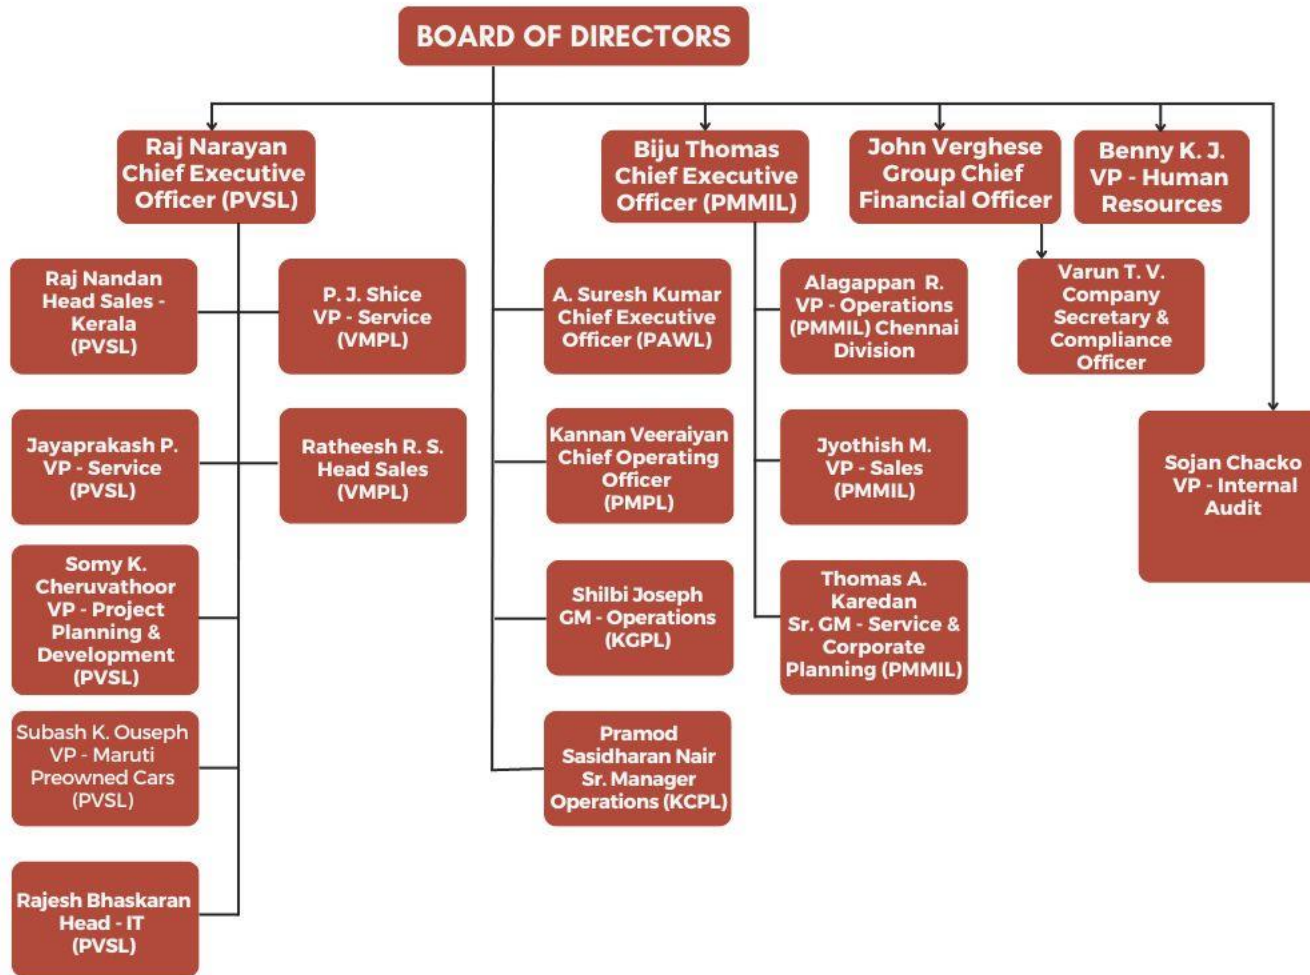 BOARD OF DIRECTORS
Raj Narayan
Chief Executive
Officer (PVSL)
Biju Thomas
Chief Executive
Officer (PMMIL)
John Verghese
Group Chief
Financial Officer
Benny K. J.
VP - Human
Resources
Raj Nandan
Head Sales -
Kerala
(PVSL)
P. J. Shice
VP - Service
(VMPL)
A. Suresh Kumar
Chief Executive
Officer (PAWL)
Alagappan R.
VP - Operations
(PMMIL) Chennai
Division
Varun T. V.
Company
Secretary &
Compliance
Officer
Jayaprakash P.
VP - Service
(PVSL)
Ratheesh R. S.
Head Sales
(VMPL)
Kannan Veeraiyan
Chief Operating
Officer
(PMPL)
Jyothish M.
VP - Sales
(PMMIL)
Sojan Chacko
VP - Internal
Audit
Somy K.
Cheruvathoor
VP - Project
Planning &
Development
(PVSL)
Shilbi Joseph
GM - Operations
(KGPL)
Thomas A.
Karedan
Sr. GM - Service &
Corporate
Planning (PMMIL)
Subash K. Ouseph
VP - Maruti
Preowned Cars
(PVSL)
Pramod
Sasidharan Nair
Sr. Manager
Operations (KCPL)
Rajesh Bhaskaran
Head - IT
(PVSL)